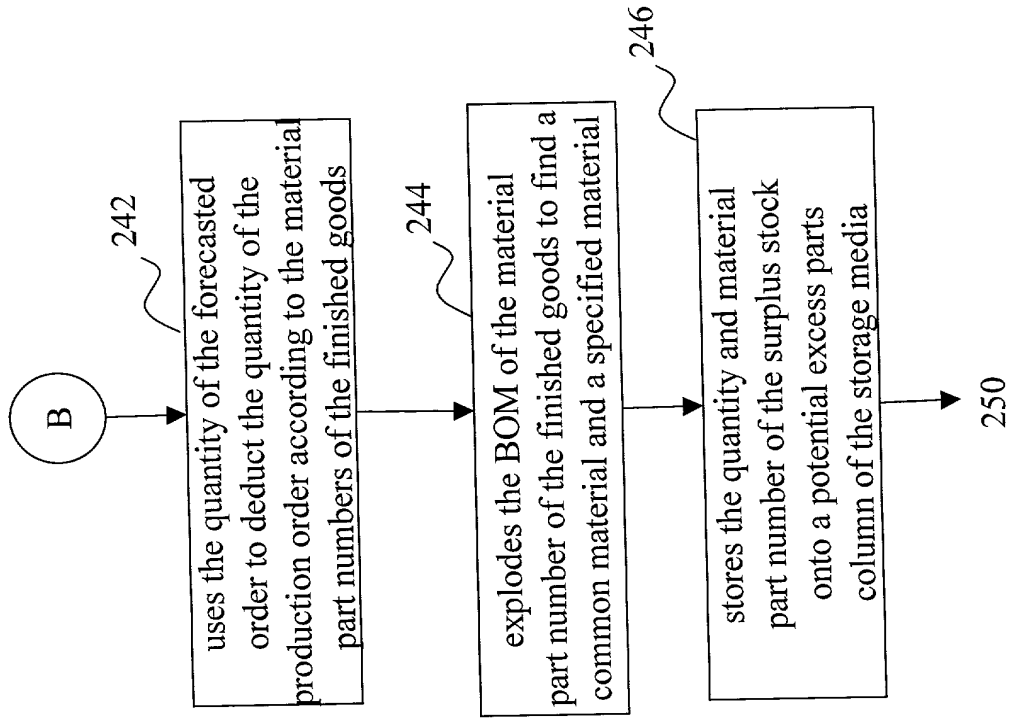 B
242
uses the quantity of the forecasted
order to deduct the quantity of the
production order according to the material
part numbers of the finished goods
244
explodes the BOM of the material
part number of the finished goods to find a
common material and a specified material
246
stores the quantity and material
part number of the surplus stock
onto a potential excess parts
column of the storage media
250